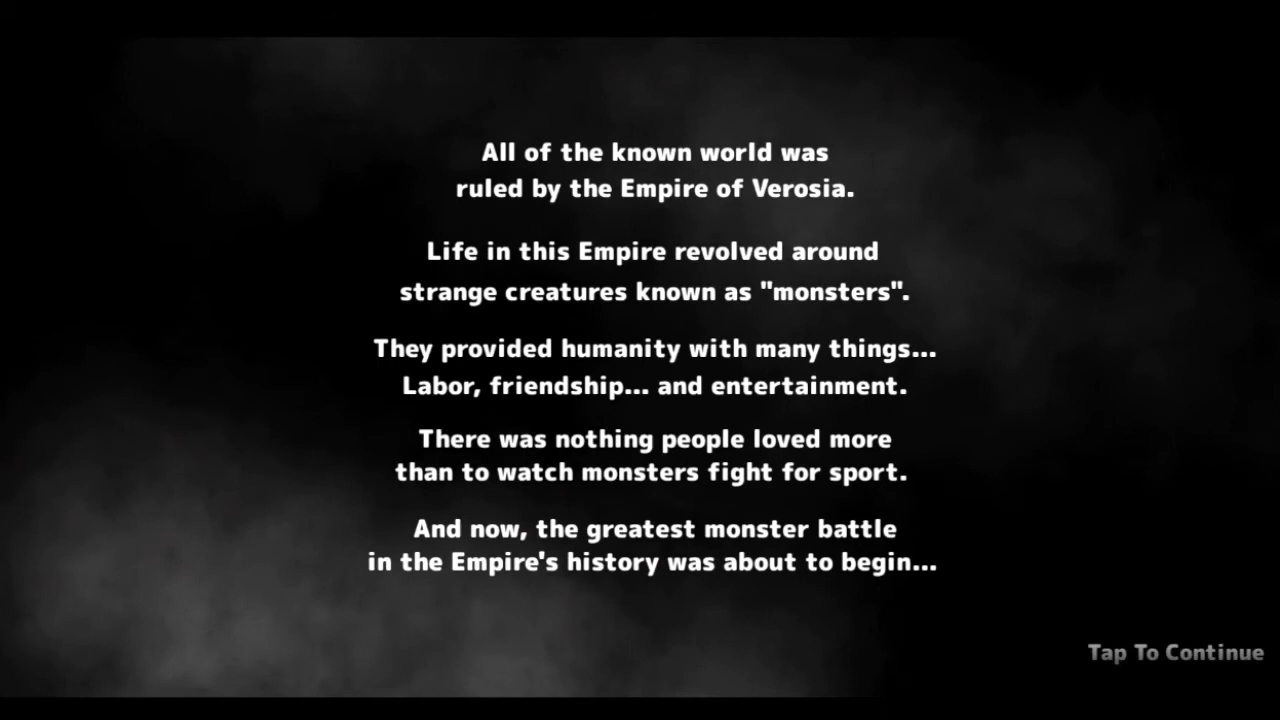 All of the known world was
ruled by the Empire of Verosia.
Life in this Empire revolved around
strange creatures known as "monsters".
They provided humanity with many things...
Labor, friendship... and entertainment.
There was nothing people loved more
than to watch monsters fight for sport.
And now, the greatest monster battle
in the Empire's history was about to begin...
Tap To Continue